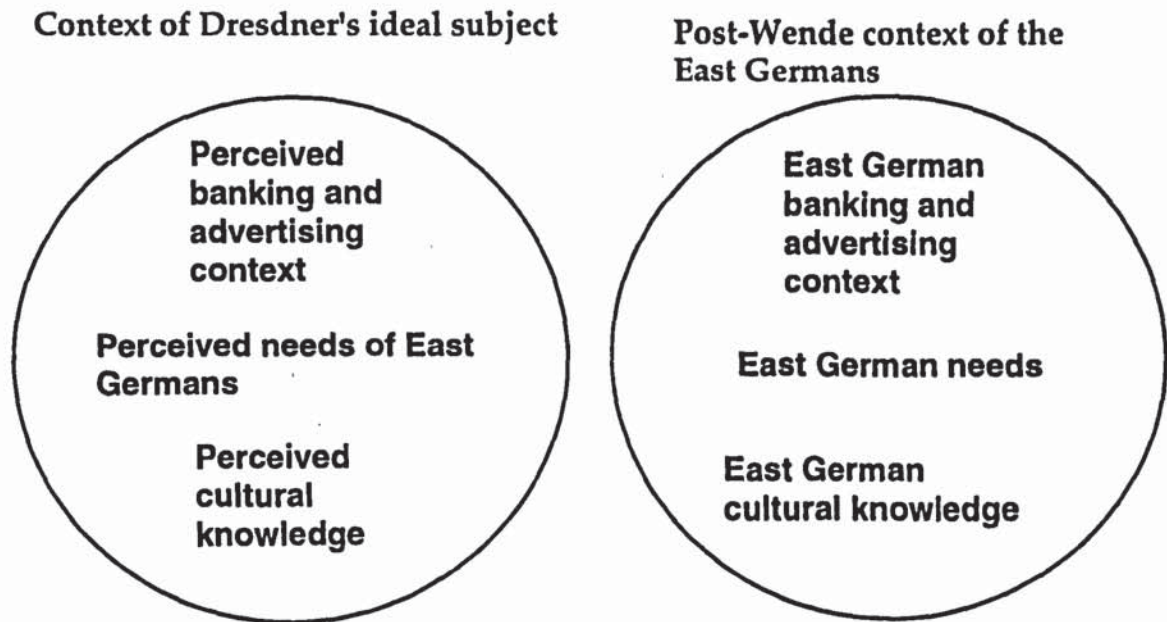 Context of Dresdner's ideal subject
Perceived
banking and
advertising
context
Perceived needs of East
Germans
Perceived
cultural
knowledge
Post-Wende context of the
East Germans
East German
banking and
advertising
context
East German needs
East German
cultural knowledge